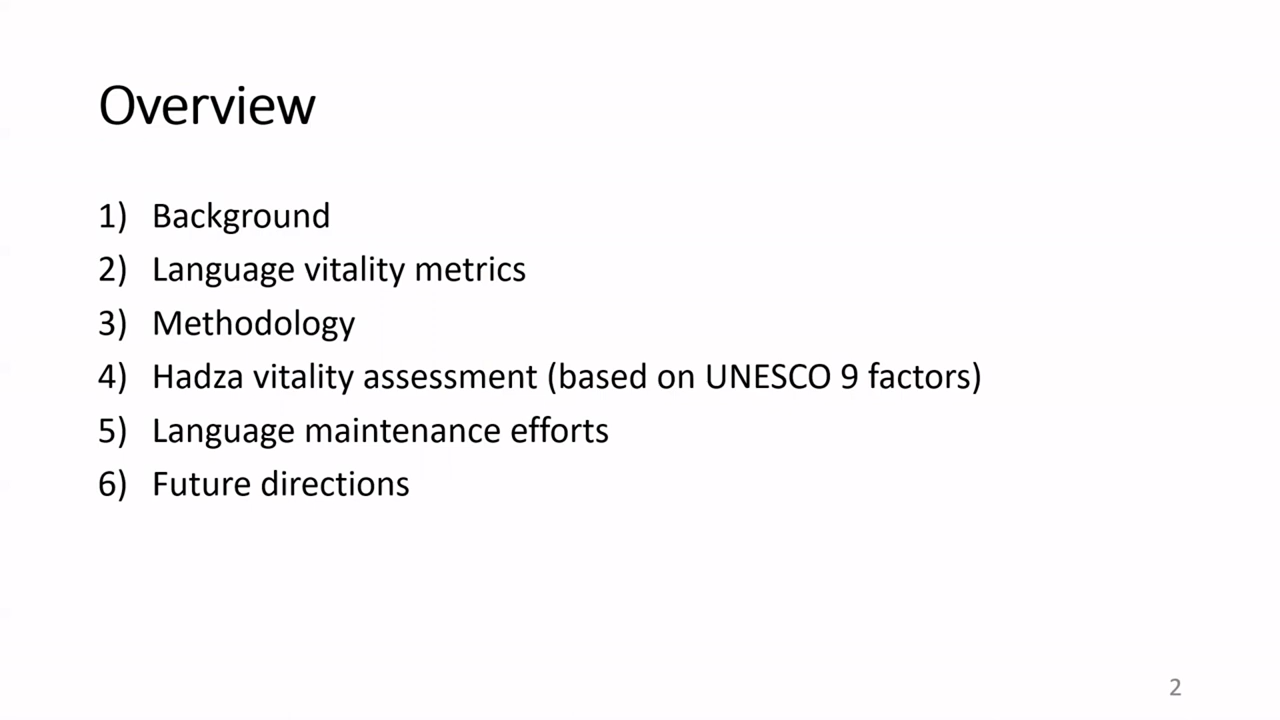 Overview
1) Background
2) Language vitality metrics
3) Methodology
4) Hadza vitality assessment (based on UNESCO 9 factors)
5) Language maintenance efforts
6) Future directions
2